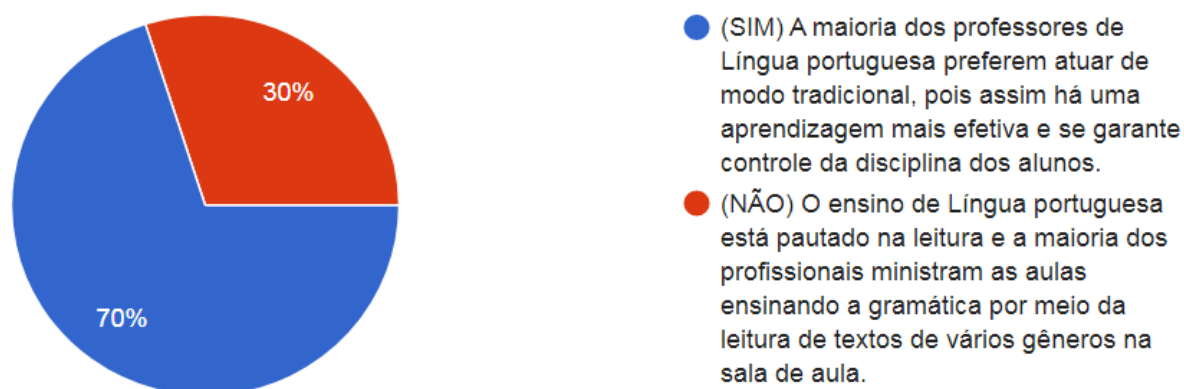 30%
70%
(SIM) A maioria dos professores de
Língua portuguesa preferem atuar de
modo tradicional, pois assim há uma
aprendizagem mais efetiva e se garante
controle da disciplina dos alunos.
(NÃO) O ensino de Língua portuguesa
está pautado na leitura e a maioria dos
profissionais ministram as aulas
ensinando a gramática por meio da
leitura de textos de vários gêneros na
sala de aula.